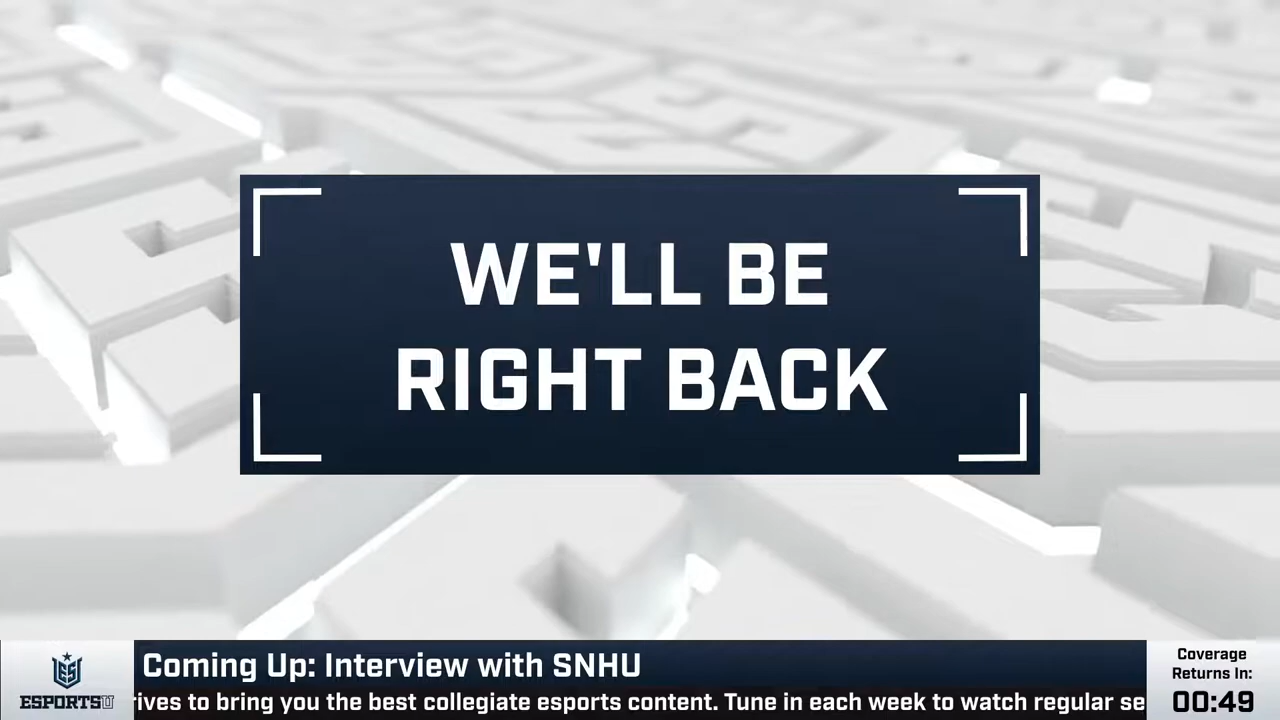 WE'LL BE
RIGHT BACK
Coming Up: Interview with SNHU
ESPORTSU
rives to bring you the best collegiate esports content. Tune in each week to watch regular se
Coverage
Returns In:
00:49